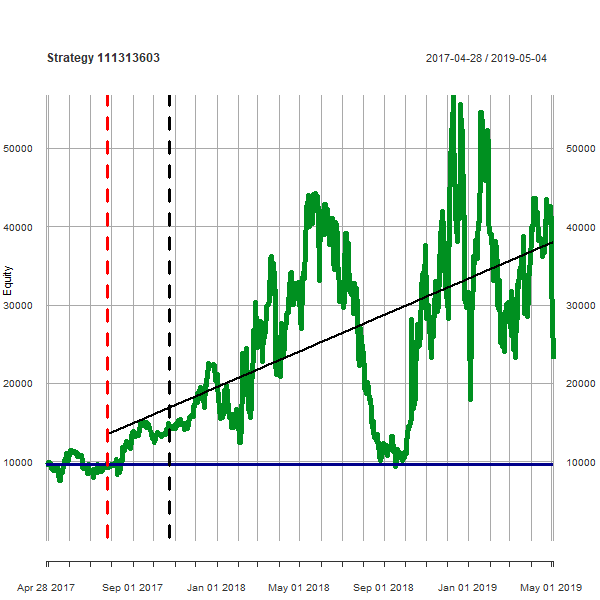 Strategy 111313603 2017-04-28 / 2019-05-04
50000 50000
40000 40000
30000 30000
20000 20000
10000 10000
Equity
Apr 28 2017 Sep 01 2017 Jan 01 2018 May 01 2018 Sep 01 2018 Jan 01 2019 May 01 2019